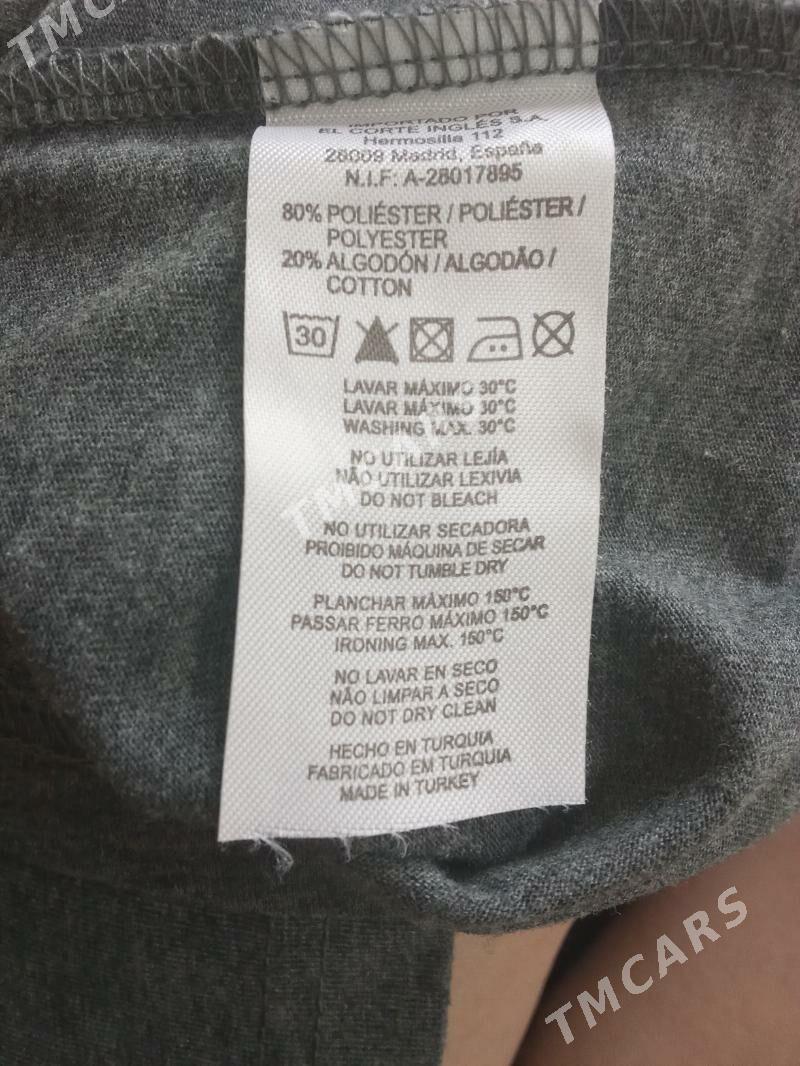 IMPORTADO POR
EL CORTE INGLÉS S.A.
Hermosilla 112
28009 Madrid, España
N.I.F: A-28017895
80% POLIÉSTER / POLIÉSTER /
POLYESTER
20% ALGODÓN / ALGODÃO /
COTTON
30
LAVAR MÁXIMO 30°C
LAVAR MÁXIMO 30°C
WASHING MAX. 30°C
NO UTILIZAR LEJÍA
NÃO UTILIZAR LEXIVIA
DO NOT BLEACH
NO UTILIZAR SECADORA
PROIBIDO MÁQUINA DE SECAR
DO NOT TUMBLE DRY
PLANCHAR MÁXIMO 150°C
PASSAR FERRO MÁXIMO 150°C
IRONING MAX. 150°C
NO LAVAR EN SECO
NÃO LIMPAR A SECO
DO NOT DRY CLEAN
HECHO EN TURQUIA
FABRICADO EM TURQUIA
MADE IN TURKEY
TMCARS